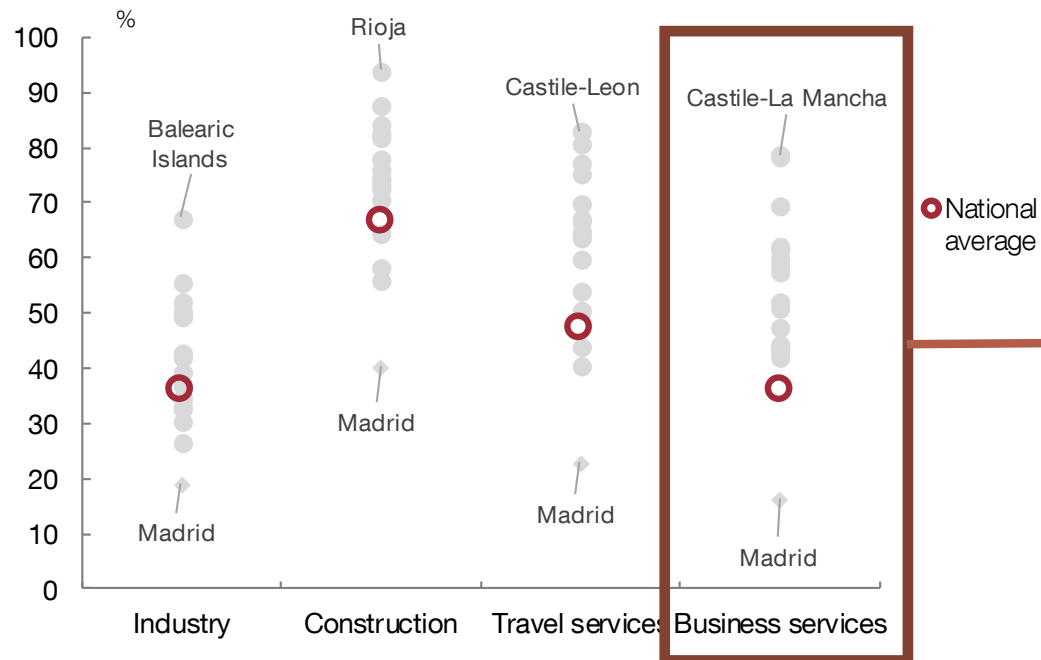 %
100
90
80
70
60
50
40
30
20
10
0
Rioja
Castile-Leon
Castile-La Mancha
Balearic
Islands
National
average
Madrid
Madrid
Madrid
Madrid
Industry
Construction
Travel services
Business services